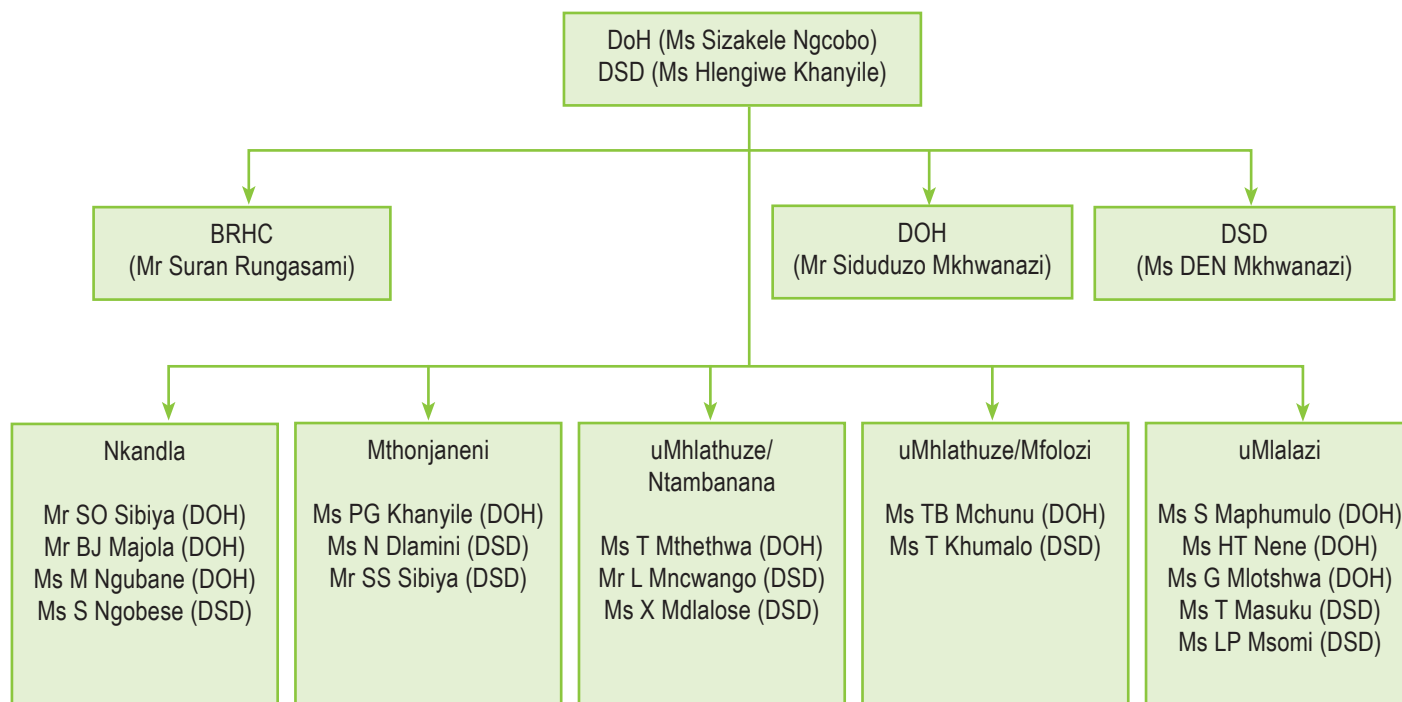 DoH (Ms Sizakele Ngcobo)
DSD (Ms Hlengiwe Khanyile)
BRHC
(Mr Suran Rungasami)
DOH
(Mr Siduduzo Mkhwanazi)
DSD
(Ms DEN Mkhwanazi)
Nkandla
Mr SO Sibiya (DOH)
Mr BJ Majola (DOH)
Ms M Ngubane (DOH)
Ms S Ngobese (DSD)
Mthonjaneni
Ms PG Khanyile (DOH)
Ms N Dlamini (DSD)
Mr SS Sibiya (DSD)
uMhlathuze/
Ntambanana
Ms T Mthethwa (DOH)
Mr L Mncwango (DSD)
Ms X Mdlalose (DSD)
uMhlathuze/Mfolozi
Ms TB Mchunu (DOH)
Ms T Khumalo (DSD)
uMlalazi
Ms S Maphumulo (DOH)
Ms HT Nene (DOH)
Ms G Mlotshwa (DOH)
Ms T Masuku (DSD)
Ms LP Msomi (DSD)